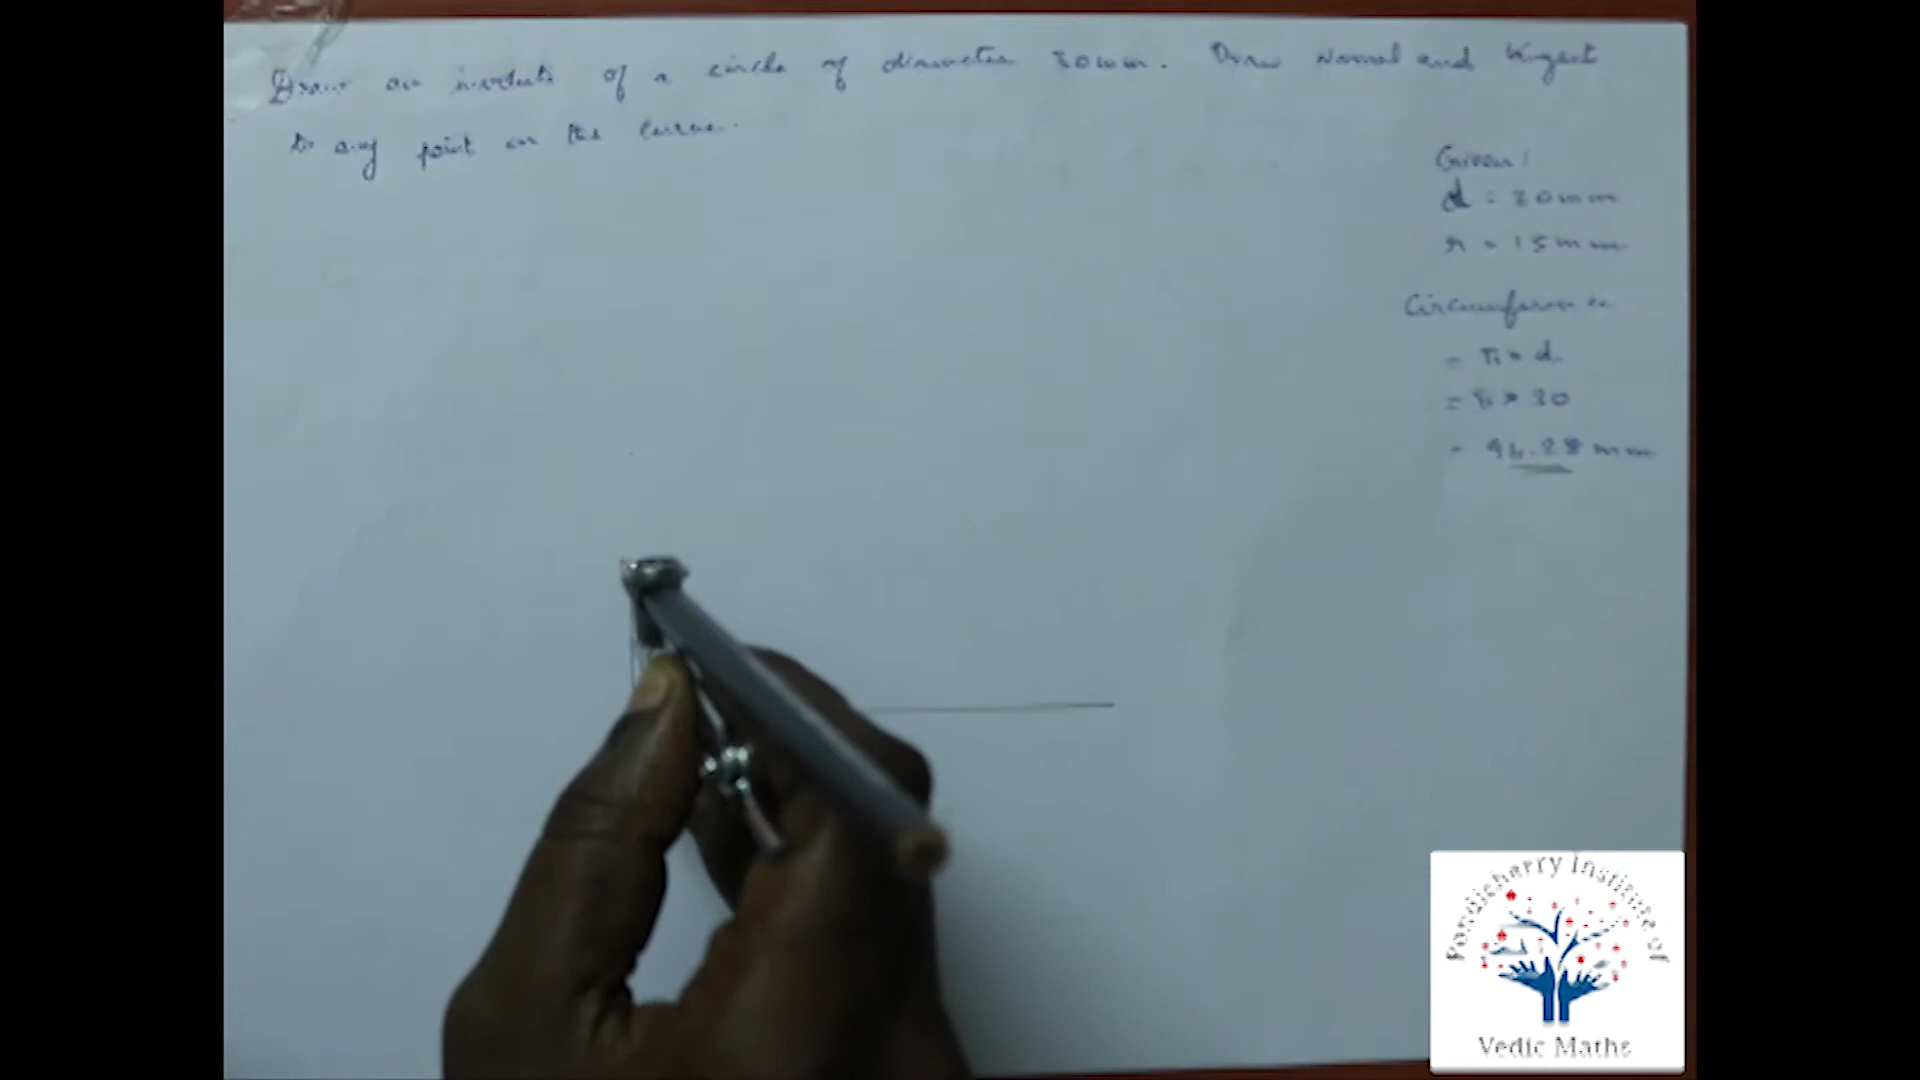 Draw an involute of a circle of diameter 30mm. Draw Normal and tangent
to any point on the Curve.
Given:
d = 30mm
r = 15mm
Circumference
= π × d
= π × 30
= 94.28 mm
Pondicherry Institute of
Vedic Maths